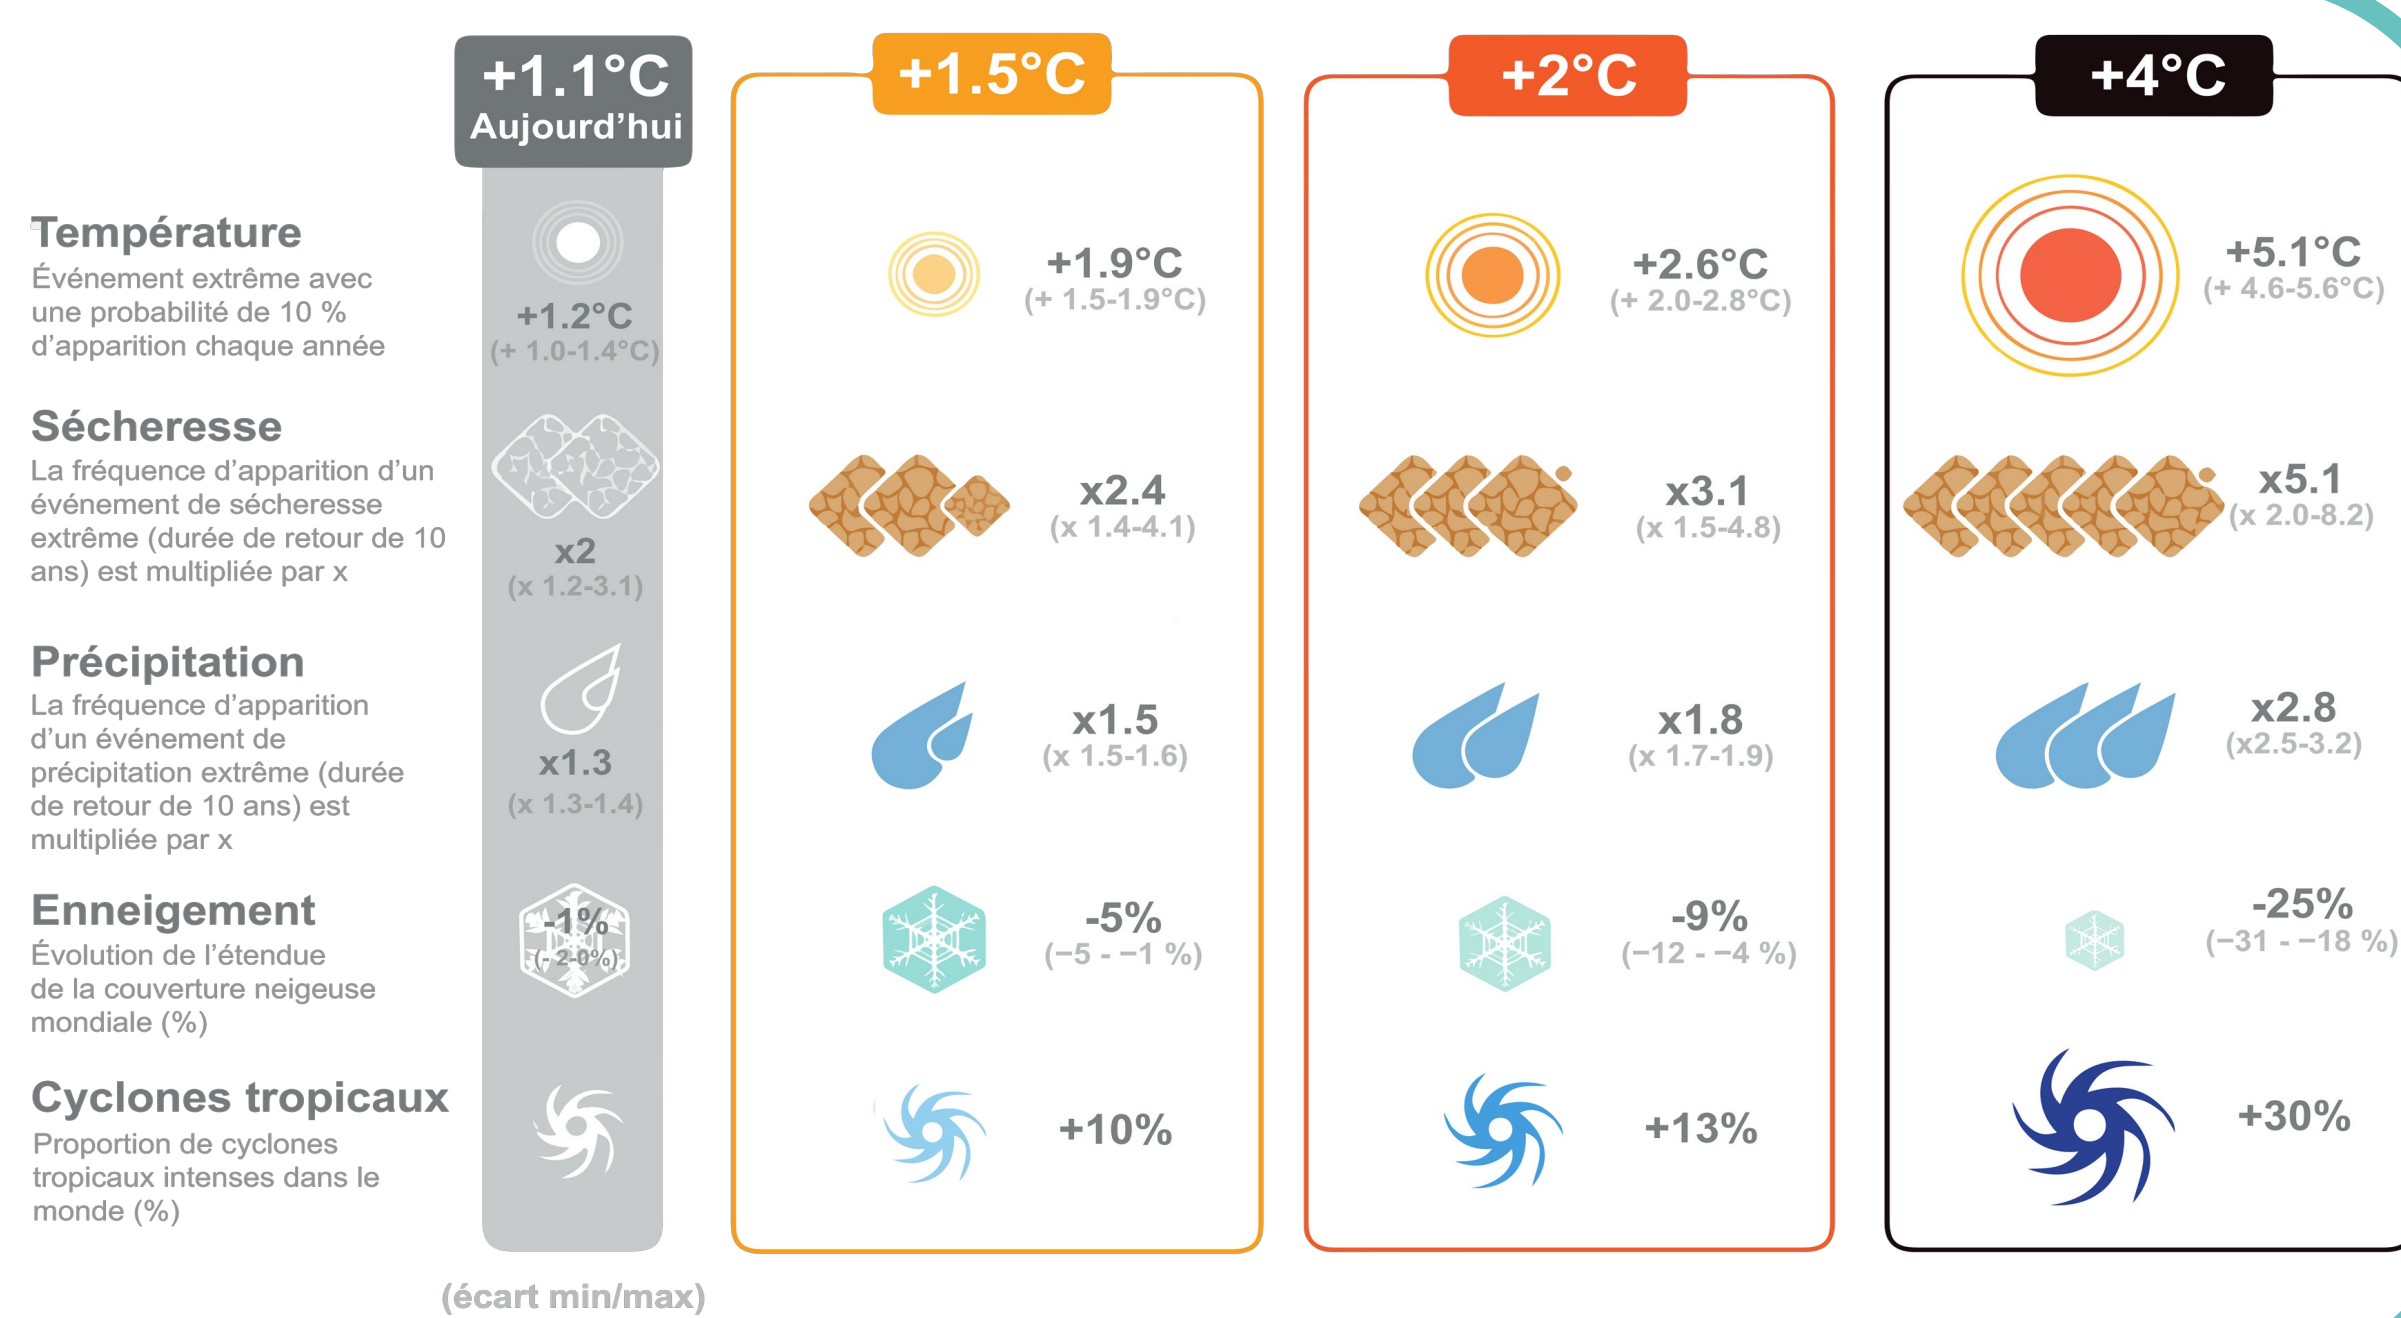 +1.1°C
Aujourd'hui
+1.5°C
+2°C
+4°C
Température
Événement extrême avec
une probabilité de 10 %
d'apparition chaque année
+1.2°C
(+ 1.0-1.4°C)
+1.9°C
(+ 1.5-1.9°C)
+2.6°C
(+ 2.0-2.8°C)
+5.1°C
(+ 4.6-5.6°C)
Sécheresse
La fréquence d'apparition d'un
événement de sécheresse
extrême (durée de retour de 10
ans) est multipliée par x
x2
(x 1.2-3.1)
x2.4
(x 1.4-4.1)
x3.1
(x 1.5-4.8)
x5.1
(x 2.0-8.2)
Précipitation
La fréquence d'apparition
d'un événement de
précipitation extrême (durée
de retour de 10 ans) est
multipliée par x
x1.3
(x 1.3-1.4)
x1.5
(x 1.5-1.6)
x1.8
(x 1.7-1.9)
x2.8
(x2.5-3.2)
Enneigement
Évolution de l'étendue
de la couverture neigeuse
mondiale (%)
-1%
(- 2-0%)
-5%
(−5 - −1 %)
-9%
(−12 - −4 %)
-25%
(−31 - −18 %)
Cyclones tropicaux
Proportion de cyclones
tropicaux intenses dans le
monde (%)
+10%
+13%
+30%
(écart min/max)